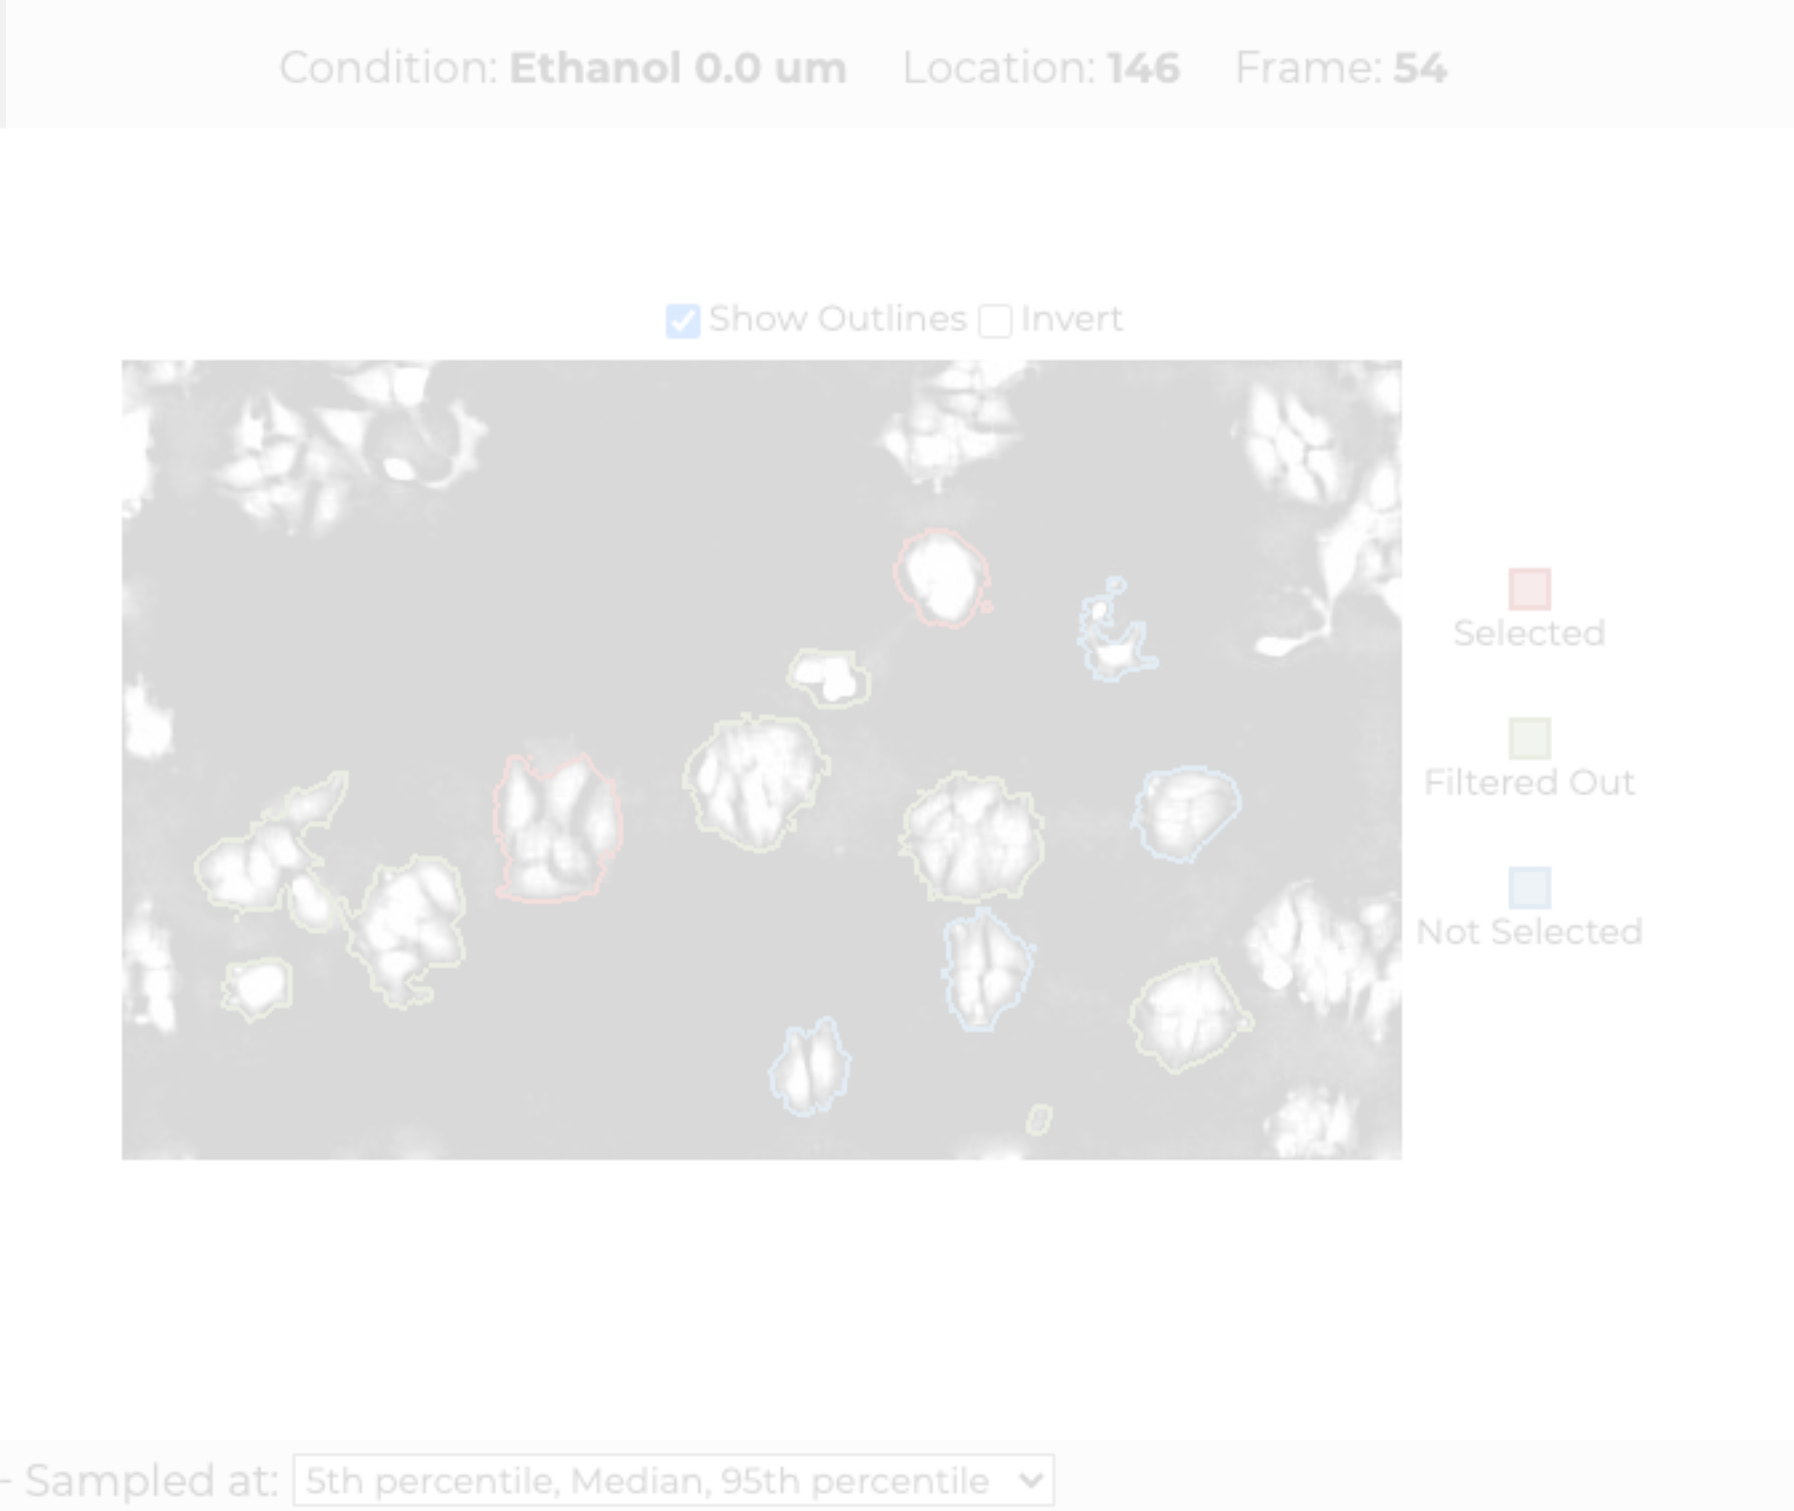 Condition: Ethanol 0.0 um Location: 146 Frame: 54
Show Outlines Invert
Selected
Filtered Out
Not Selected
- Sampled at: 5th percentile, Median, 95th percentile